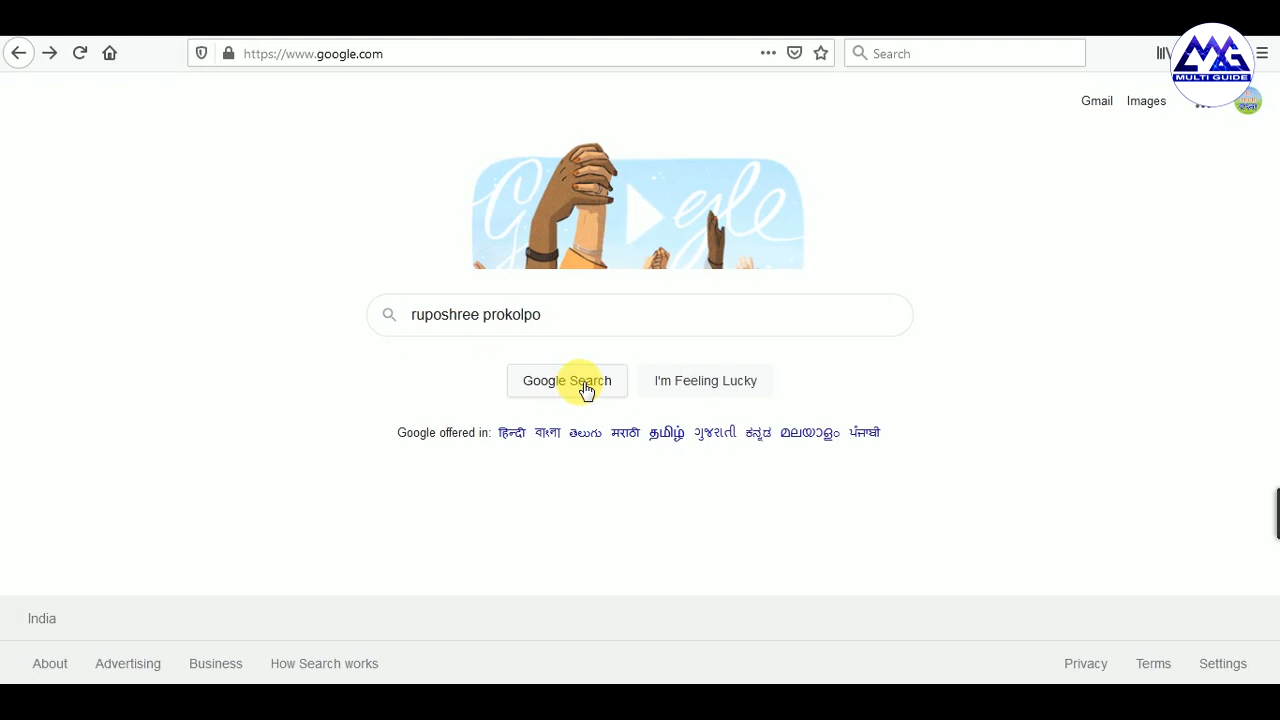 https://www.google.com
Search
MULTI GUIDE
Gmail Images
Google
ruposhree prokolpo
Google Search I'm Feeling Lucky
Google offered in: हिन्दी বাংলা తెలుగు मराठी தமிழ் ગુજરાતી ಕನ್ನಡ മലയാളം ਪੰਜਾਬੀ
India
About Advertising Business How Search works Privacy Terms Settings